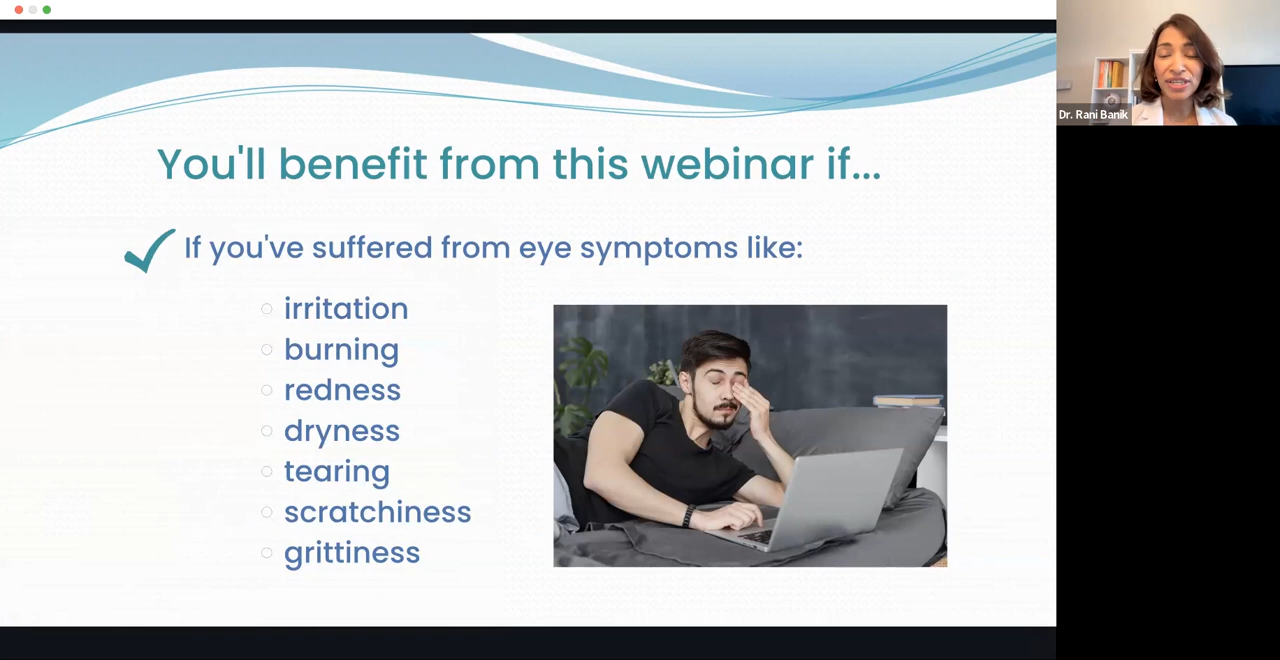 You'll benefit from this webinar if...
If you've suffered from eye symptoms like:
irritation
burning
redness
dryness
tearing
scratchiness
grittiness
Dr. Rani Banik